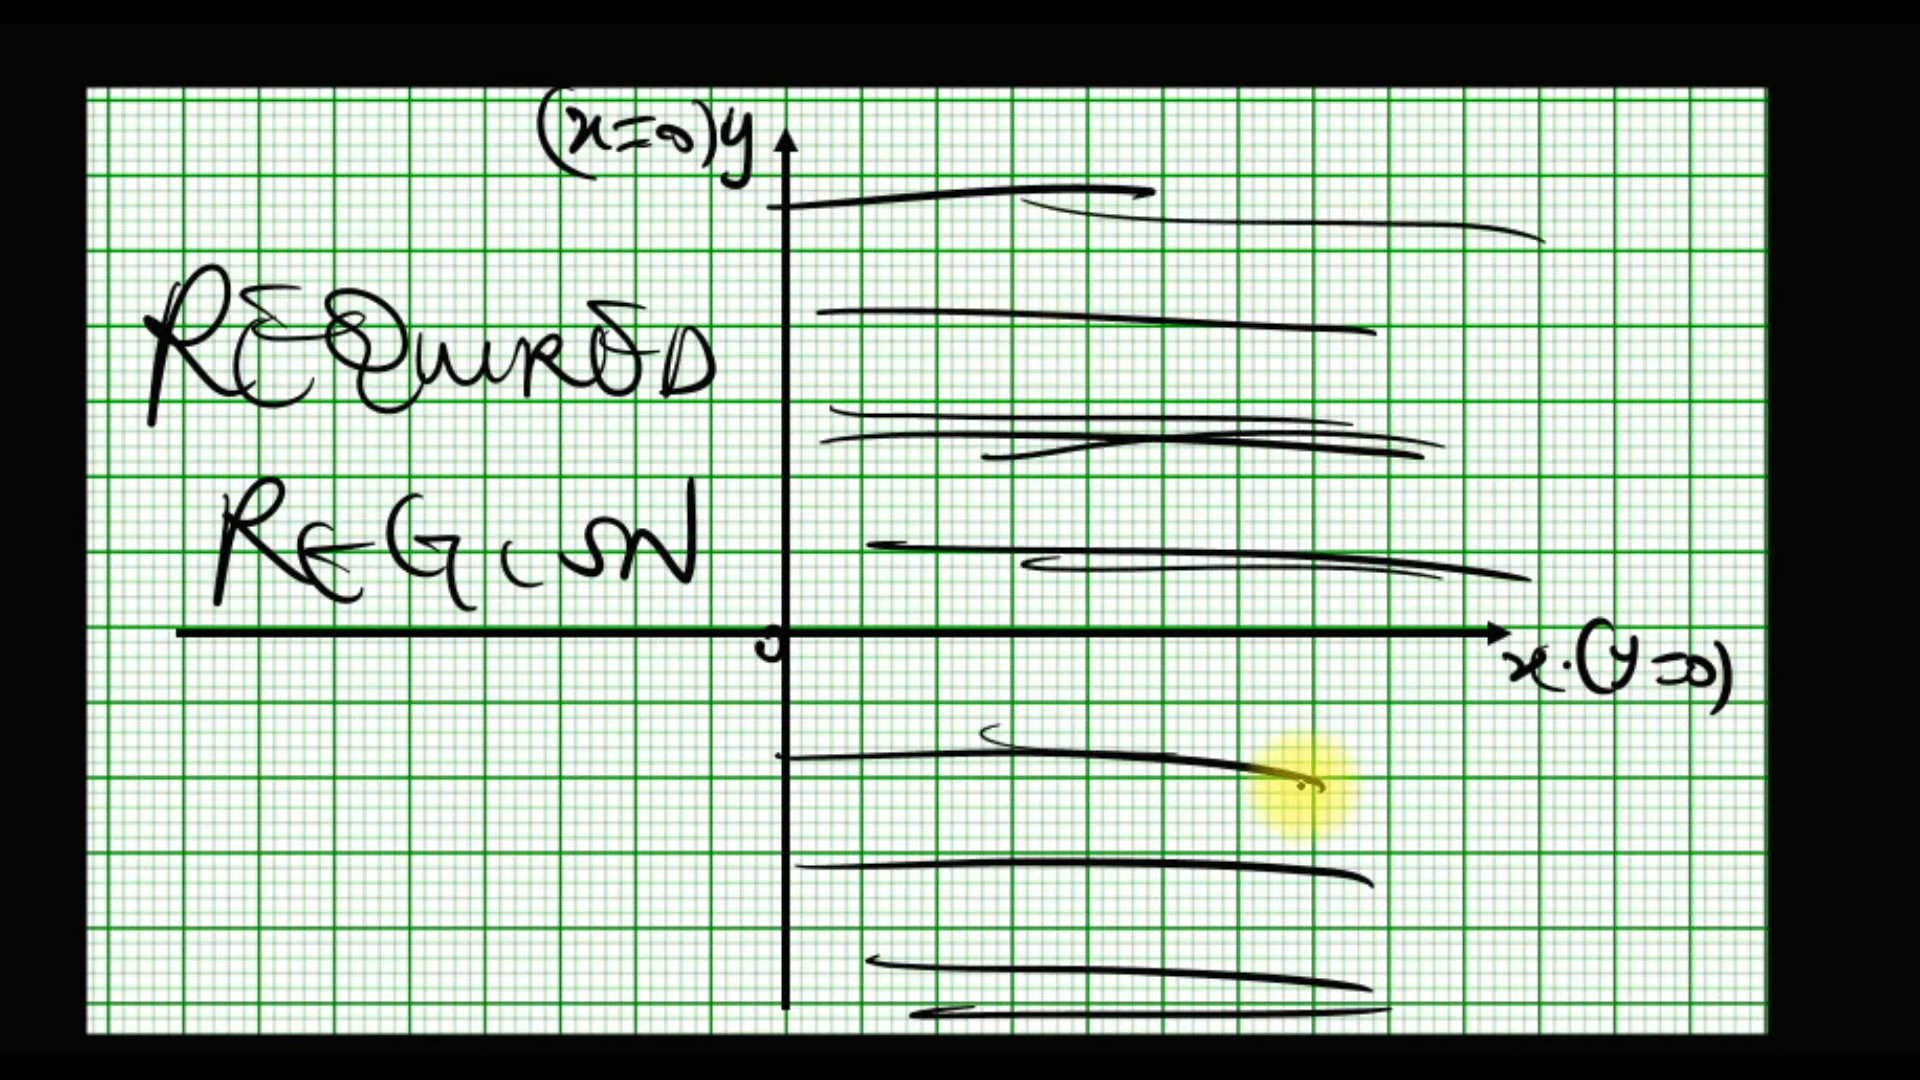 (x=0)y
REQUIRED
REGION
0
x.(y=0)